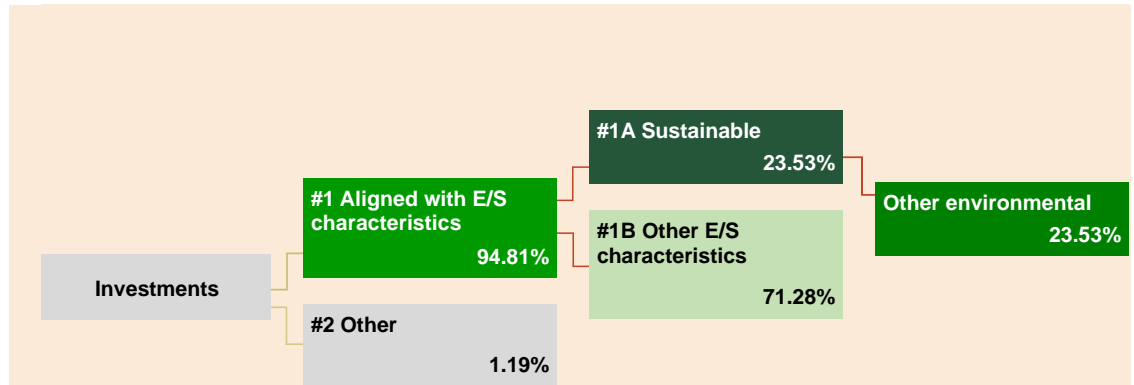 Investments
#1 Aligned with E/S
characteristics
94.81%
#2 Other
1.19%
#1A Sustainable
23.53%
#1B Other E/S
characteristics
71.28%
Other environmental
23.53%